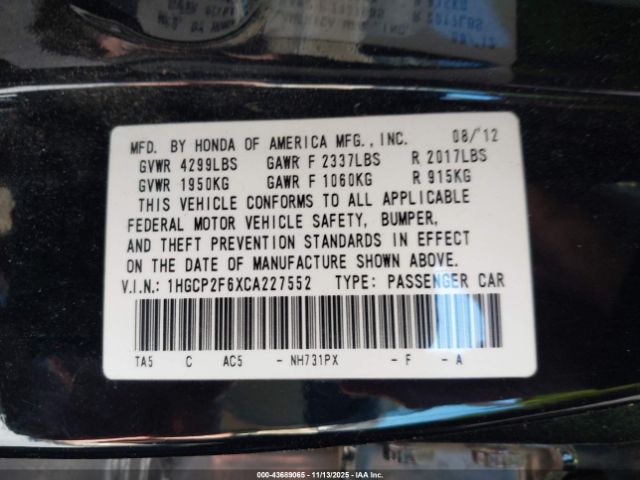 MFD. BY HONDA OF AMERICA MFG.,INC. 08/'12
GVWR 4299LBS GAWR F 2337LBS R 2017LBS
GVWR 1950KG GAWR F 1060KG R 915KG
THIS VEHICLE CONFORMS TO ALL APPLICABLE
FEDERAL MOTOR VEHICLE SAFETY, BUMPER,
AND THEFT PREVENTION STANDARDS IN EFFECT
ON THE DATE OF MANUFACTURE SHOWN ABOVE.
V.I.N.: 1HGCP2F6XCA227552 TYPE: PASSENGER CAR
TA5 C AC5 - NH731PX - F - A
000-43689065 • 11/13/2025 - IAAI.COM